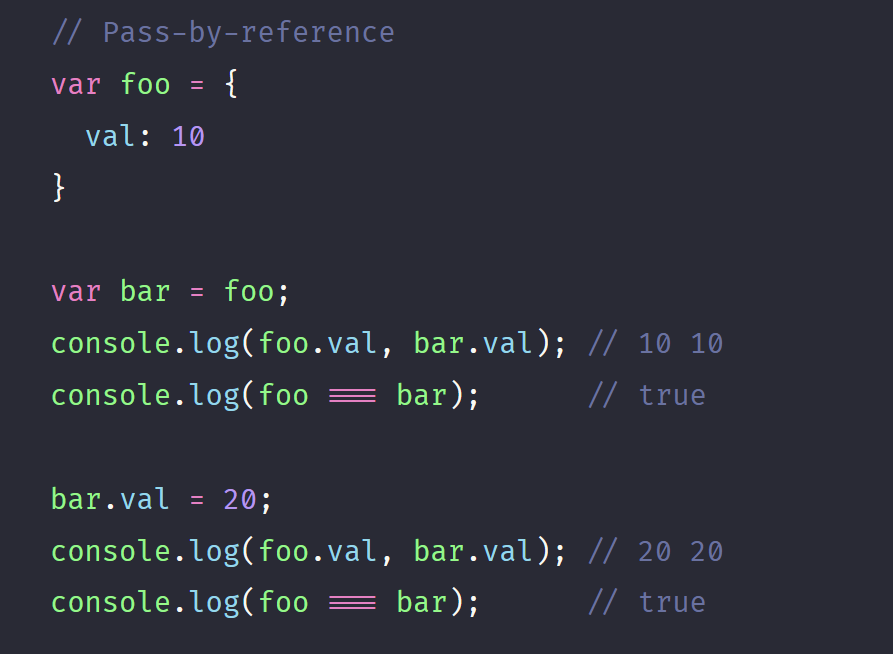 // Pass-by-reference
var foo = {
  val: 10
}
var bar = foo;
console.log(foo.val, bar.val); // 10 10
console.log(foo === bar);      // true
bar.val = 20;
console.log(foo.val, bar.val); // 20 20
console.log(foo === bar);      // true